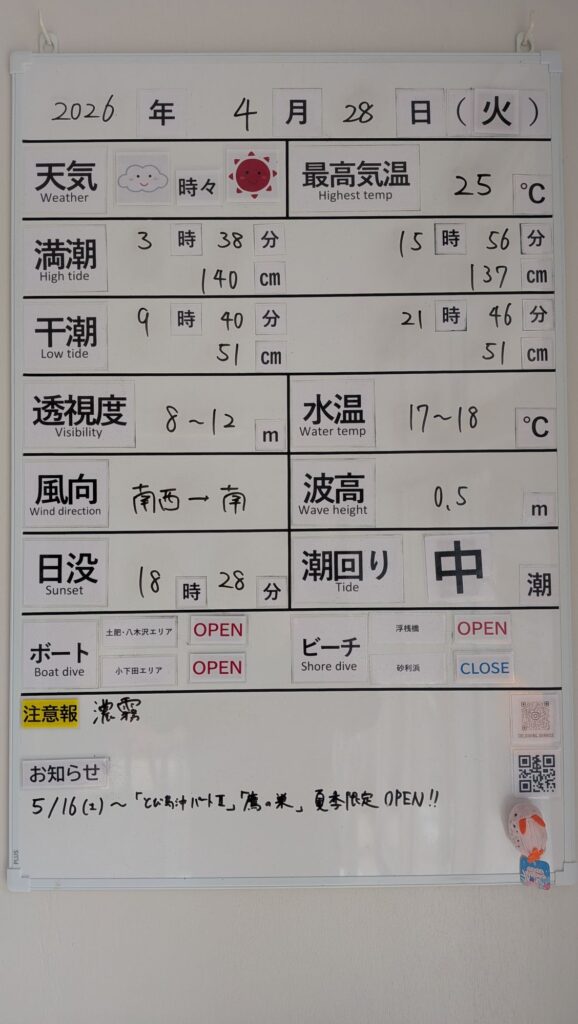 2026 年 4 月 28 日 (火)
天気 時々
Weather
最高気温 25 ℃
Highest temp
満潮 3 時 38 分 15 時 56 分
High tide 140 cm 137 cm
干潮 9 時 40 分 21 時 46 分
Low tide 51 cm 51 cm
透視度 8〜12 m
Visibility
水温 17〜18 ℃
Water temp
風向 南西→南
Wind direction
波高 0.5 m
Wave height
日没 18 時 28 分
Sunset
潮回り 中 潮
Tide
ボート
Boat dive
土肥・八木沢エリア OPEN
小下田エリア OPEN
ビーチ
Shore dive
浮桟橋 OPEN
砂利浜 CLOSE
注意報 濃霧
お知らせ
5/16(土)〜「とび島沖パートⅡ」「鷹の巣」夏季限定 OPEN!!
PLUS